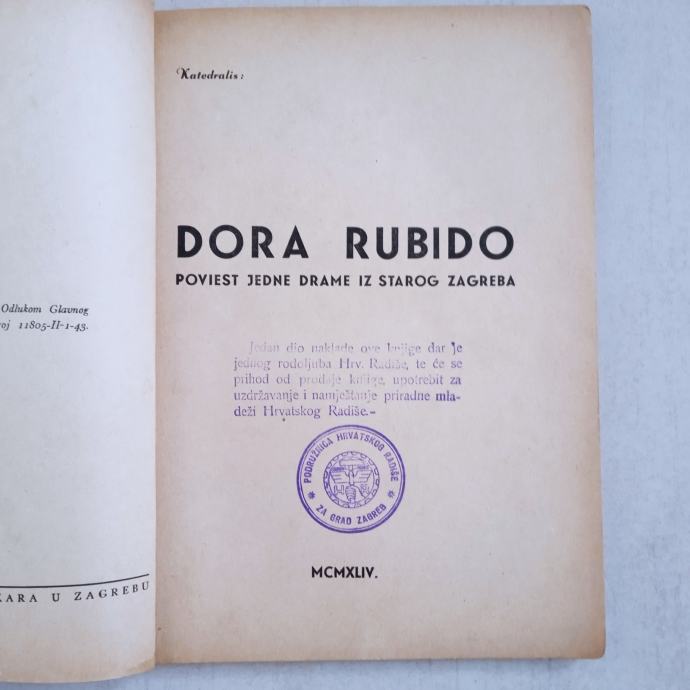 Odlukom Glavnog
11805-II-1-43.
U ZAGREBU
Katedralis:
DORA RUBIDO
POVIEST JEDNE DRAME IZ STAROG ZAGREBA
Jedan dio naklade ove knjige dar je
jednog rodoljuba Hrv. Radiše, te će se
prihod od prodaje knjige, upotrebit za
uzdržavanje i namještanje priradne mla-
deži Hrvatskog Radiše.-
PODRUŽNICA HRVATSKOG RADIŠE
ZA GRAD ZAGREB
MCMXLIV.